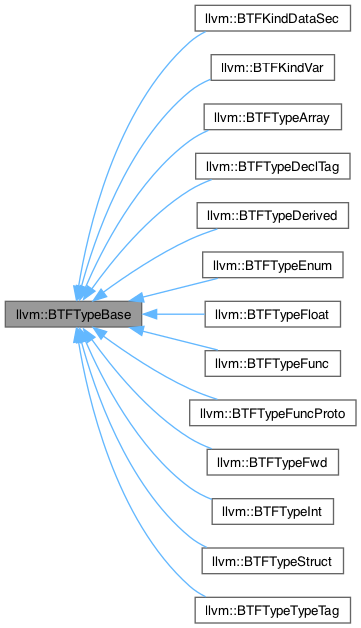 llvm::BTFKindDataSec
llvm::BTFKindVar
llvm::BTFTypeArray
llvm::BTFTypeDeclTag
llvm::BTFTypeDerived
llvm::BTFTypeEnum
llvm::BTFTypeBase
llvm::BTFTypeFloat
llvm::BTFTypeFunc
llvm::BTFTypeFuncProto
llvm::BTFTypeFwd
llvm::BTFTypeInt
llvm::BTFTypeStruct
llvm::BTFTypeTypeTag